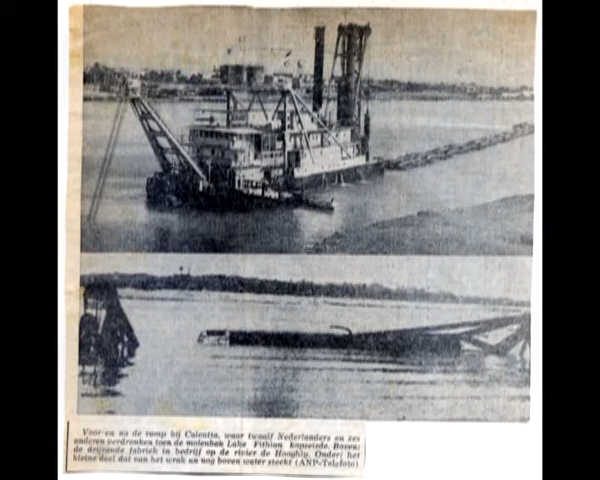 Voor en na de ramp bij Calcutta, waar twaalf Nederlanders en zes
anderen verdronken toen de molenbak Lake Fithian kapseisde. Boven:
de drijvende fabriek in bedrijf op de rivier de Hooghly. Onder: het
kleine deel dat van het wrak nu nog boven water steekt (ANP-Telefoto)